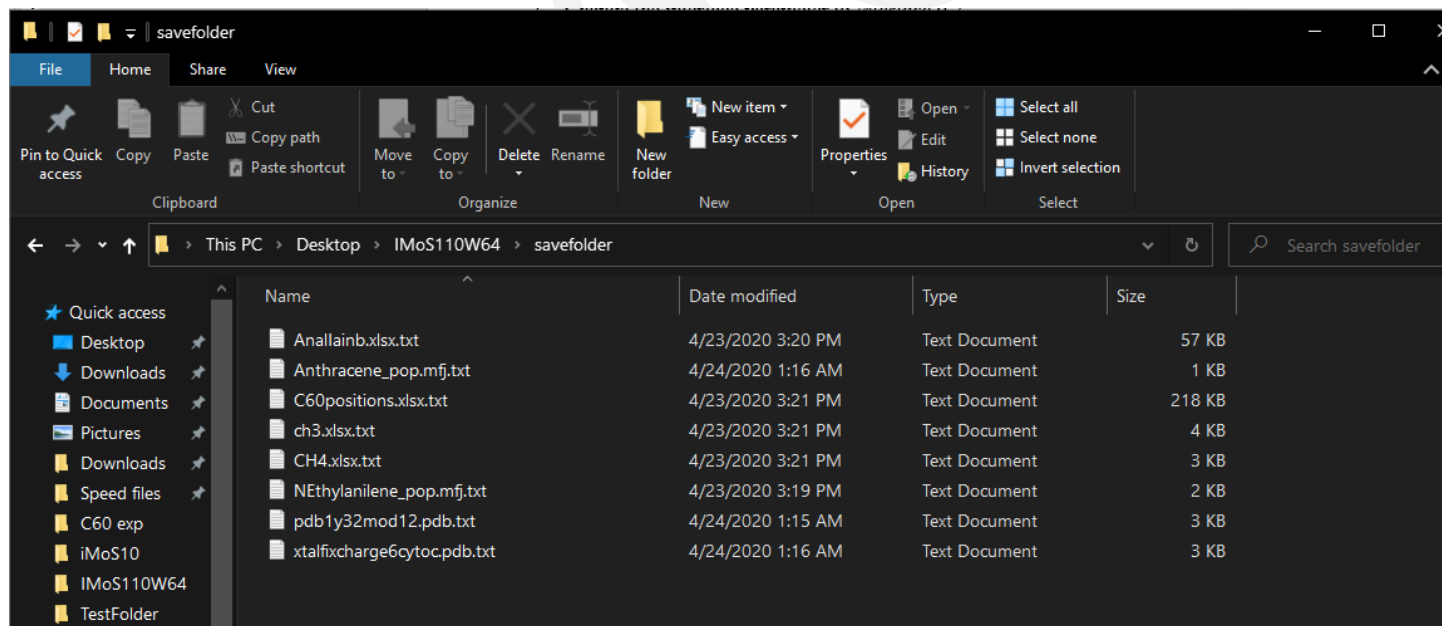 savefolder
File Home Share View
Pin to Quick access
Copy
Paste
Cut
Copy path
Paste shortcut
Clipboard
Move to
Copy to
Delete
Rename
Organize
New folder
New item
Easy access
New
Properties
Open
Edit
History
Open
Select all
Select none
Invert selection
Select
This PC > Desktop > IMoS110W64 > savefolder
Search savefolder
Quick access
Desktop
Downloads
Documents
Pictures
Downloads
Speed files
C60 exp
iMoS10
IMoS110W64
TestFolder
Name Date modified Type Size
Anallainb.xlsx.txt 4/23/2020 3:20 PM Text Document 57 KB
Anthracene_pop.mfj.txt 4/24/2020 1:16 AM Text Document 1 KB
C60positions.xlsx.txt 4/23/2020 3:21 PM Text Document 218 KB
ch3.xlsx.txt 4/23/2020 3:21 PM Text Document 4 KB
CH4.xlsx.txt 4/23/2020 3:21 PM Text Document 3 KB
NEthylanilene_pop.mfj.txt 4/23/2020 3:19 PM Text Document 2 KB
pdb1y32mod12.pdb.txt 4/24/2020 1:15 AM Text Document 3 KB
xtalfixcharge6cytoc.pdb.txt 4/24/2020 1:16 AM Text Document 3 KB